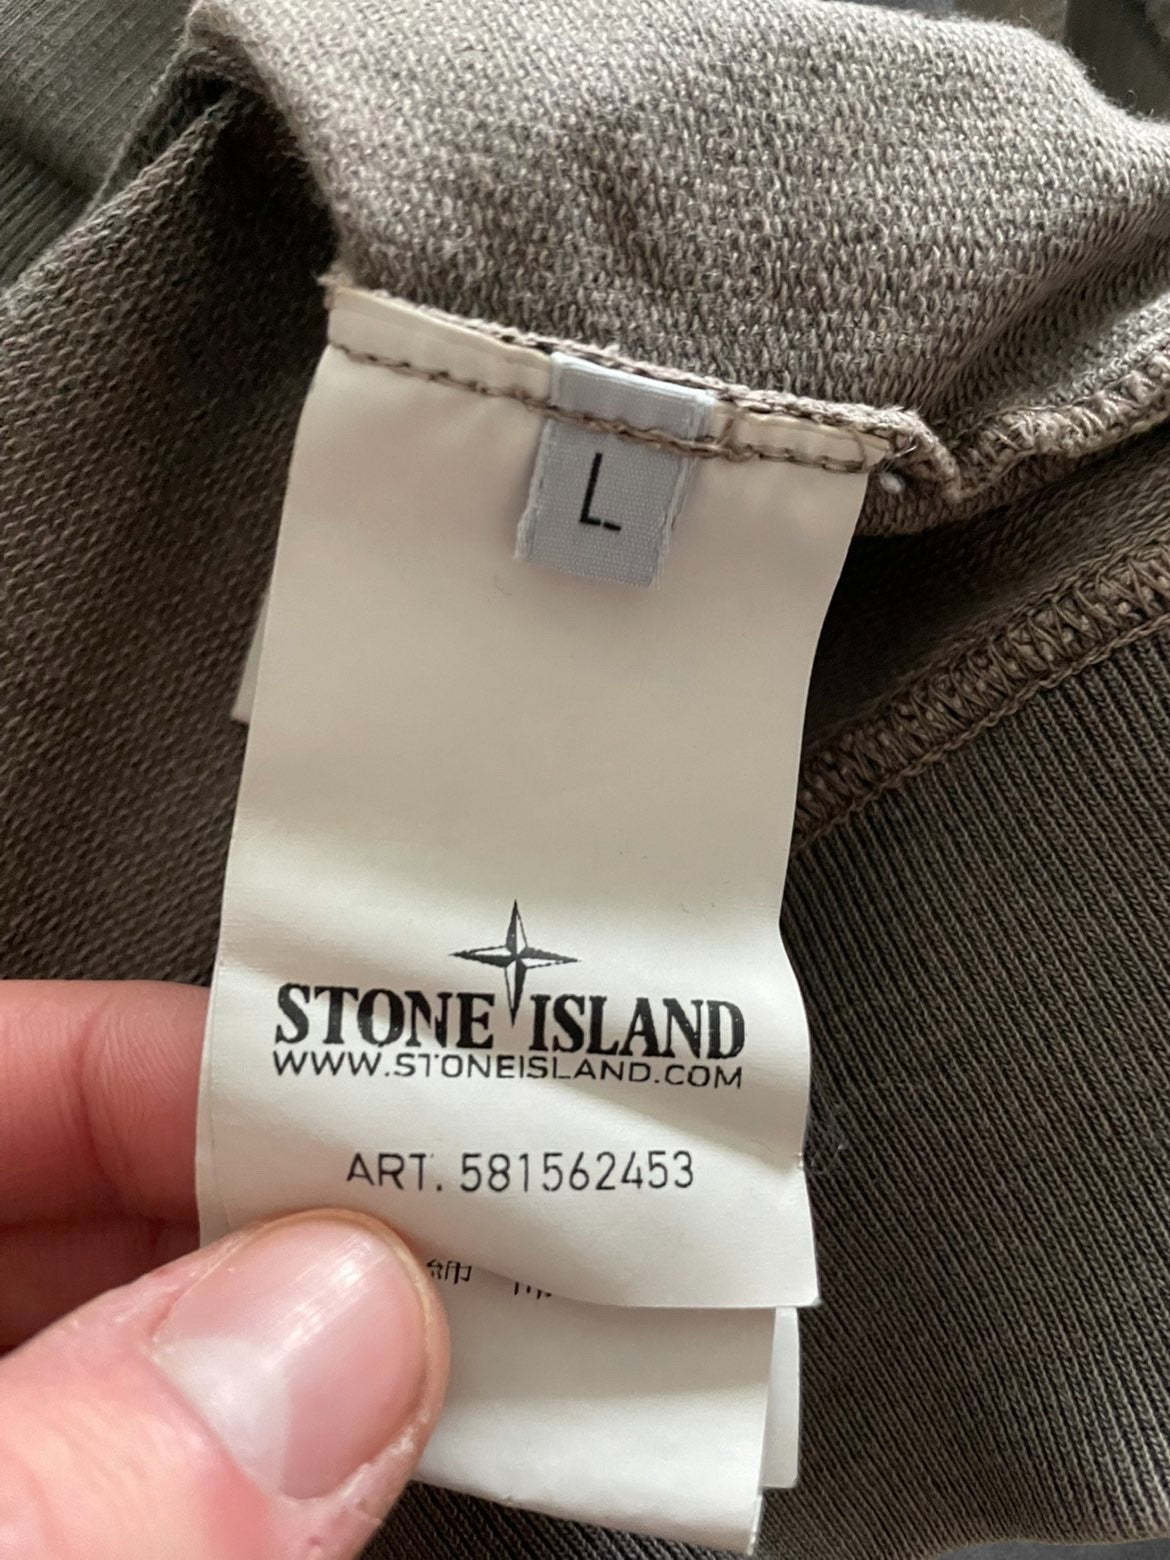 L
STONE ISLAND
WWW.STONEISLAND.COM
ART. 581562453